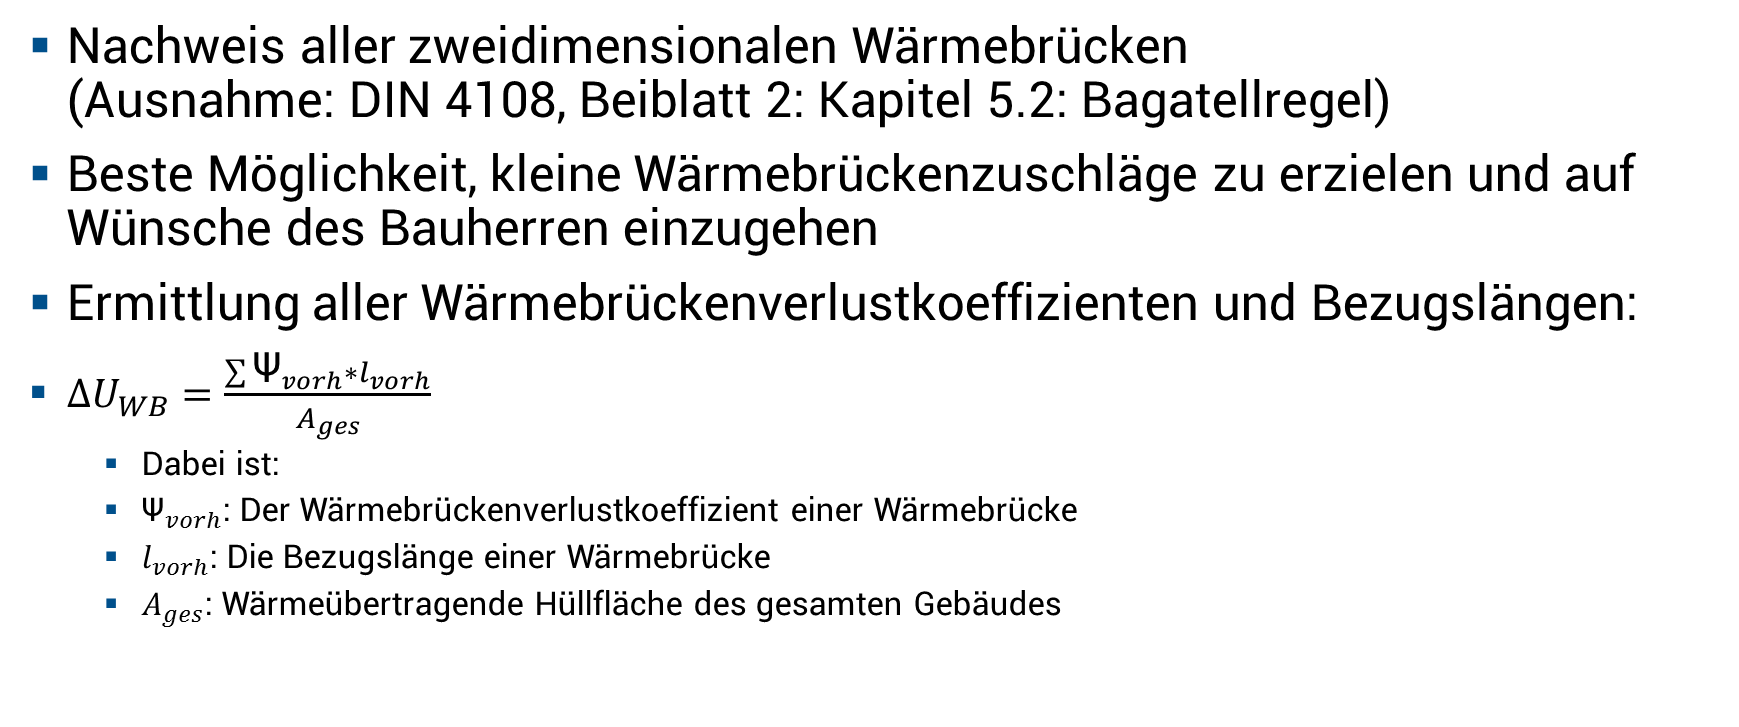 ▪ Nachweis aller zweidimensionalen Wärmebrücken
(Ausnahme: DIN 4108, Beiblatt 2: Kapitel 5.2: Bagatellregel)
▪ Beste Möglichkeit, kleine Wärmebrückenzuschläge zu erzielen und auf
Wünsche des Bauherren einzugehen
▪ Ermittlung aller Wärmebrückenverlustkoeffizienten und Bezugslängen:
▪ ΔU_WB = (∑ Ψ_vorh * l_vorh) / A_ges
▪ Dabei ist:
▪ Ψ_vorh: Der Wärmebrückenverlustkoeffizient einer Wärmebrücke
▪ l_vorh: Die Bezugslänge einer Wärmebrücke
▪ A_ges: Wärmeübertragende Hüllfläche des gesamten Gebäudes